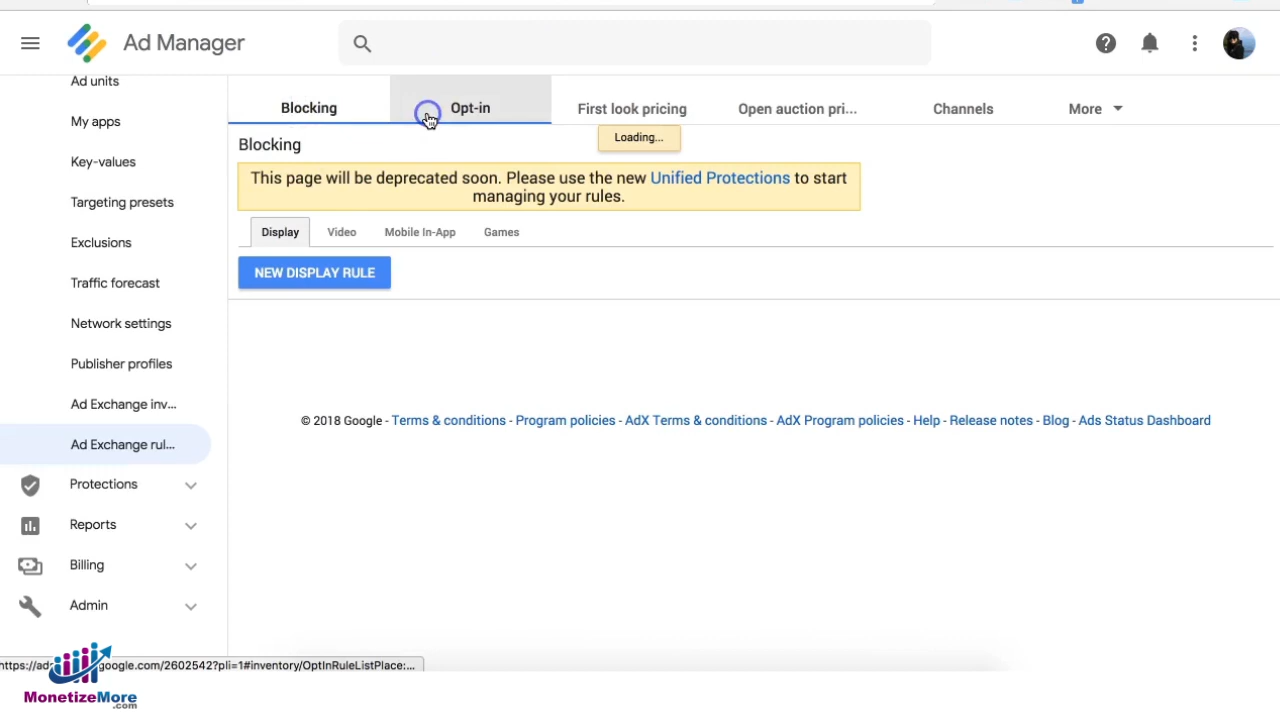 Ad Manager
Ad units
My apps
Key-values
Targeting presets
Exclusions
Traffic forecast
Network settings
Publisher profiles
Ad Exchange inv...
Ad Exchange rul...
Protections
Reports
Billing
Admin
Blocking
Opt-in
First look pricing
Open auction pri...
Channels
More
Loading...
Blocking
This page will be deprecated soon. Please use the new Unified Protections to start
managing your rules.
Display
Video
Mobile In-App
Games
NEW DISPLAY RULE
© 2018 Google - Terms & conditions - Program policies - AdX Terms & conditions - AdX Program policies - Help - Release notes - Blog - Ads Status Dashboard
google.com/2602542?pli=1#inventory/OptInRuleListPlace:...
MonetizeMore
.com